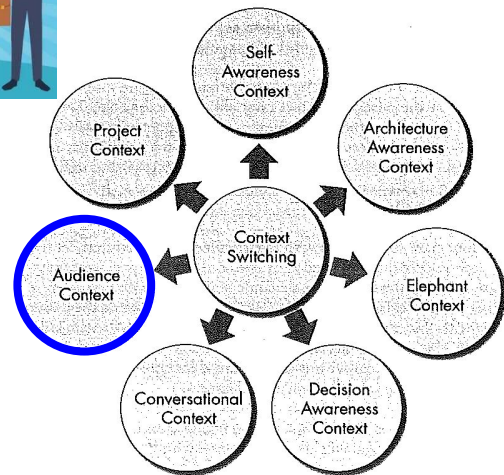 Self-
Awareness
Context
Project
Context
Architecture
Awareness
Context
Context
Switching
Audience
Context
Elephant
Context
Conversational
Context
Decision
Awareness
Context